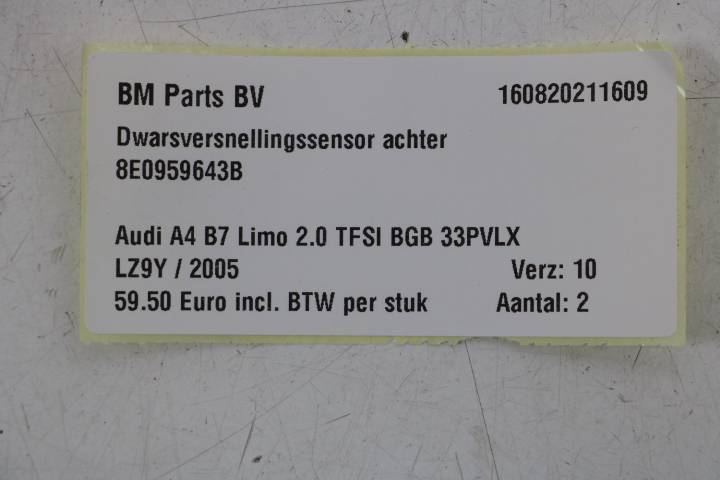 BM Parts BV 160820211609
Dwarsversnellingssensor achter
8E0959643B
Audi A4 B7 Limo 2.0 TFSI BGB 33PVLX
LZ9Y / 2005 Verz: 10
59.50 Euro incl. BTW per stuk Aantal: 2